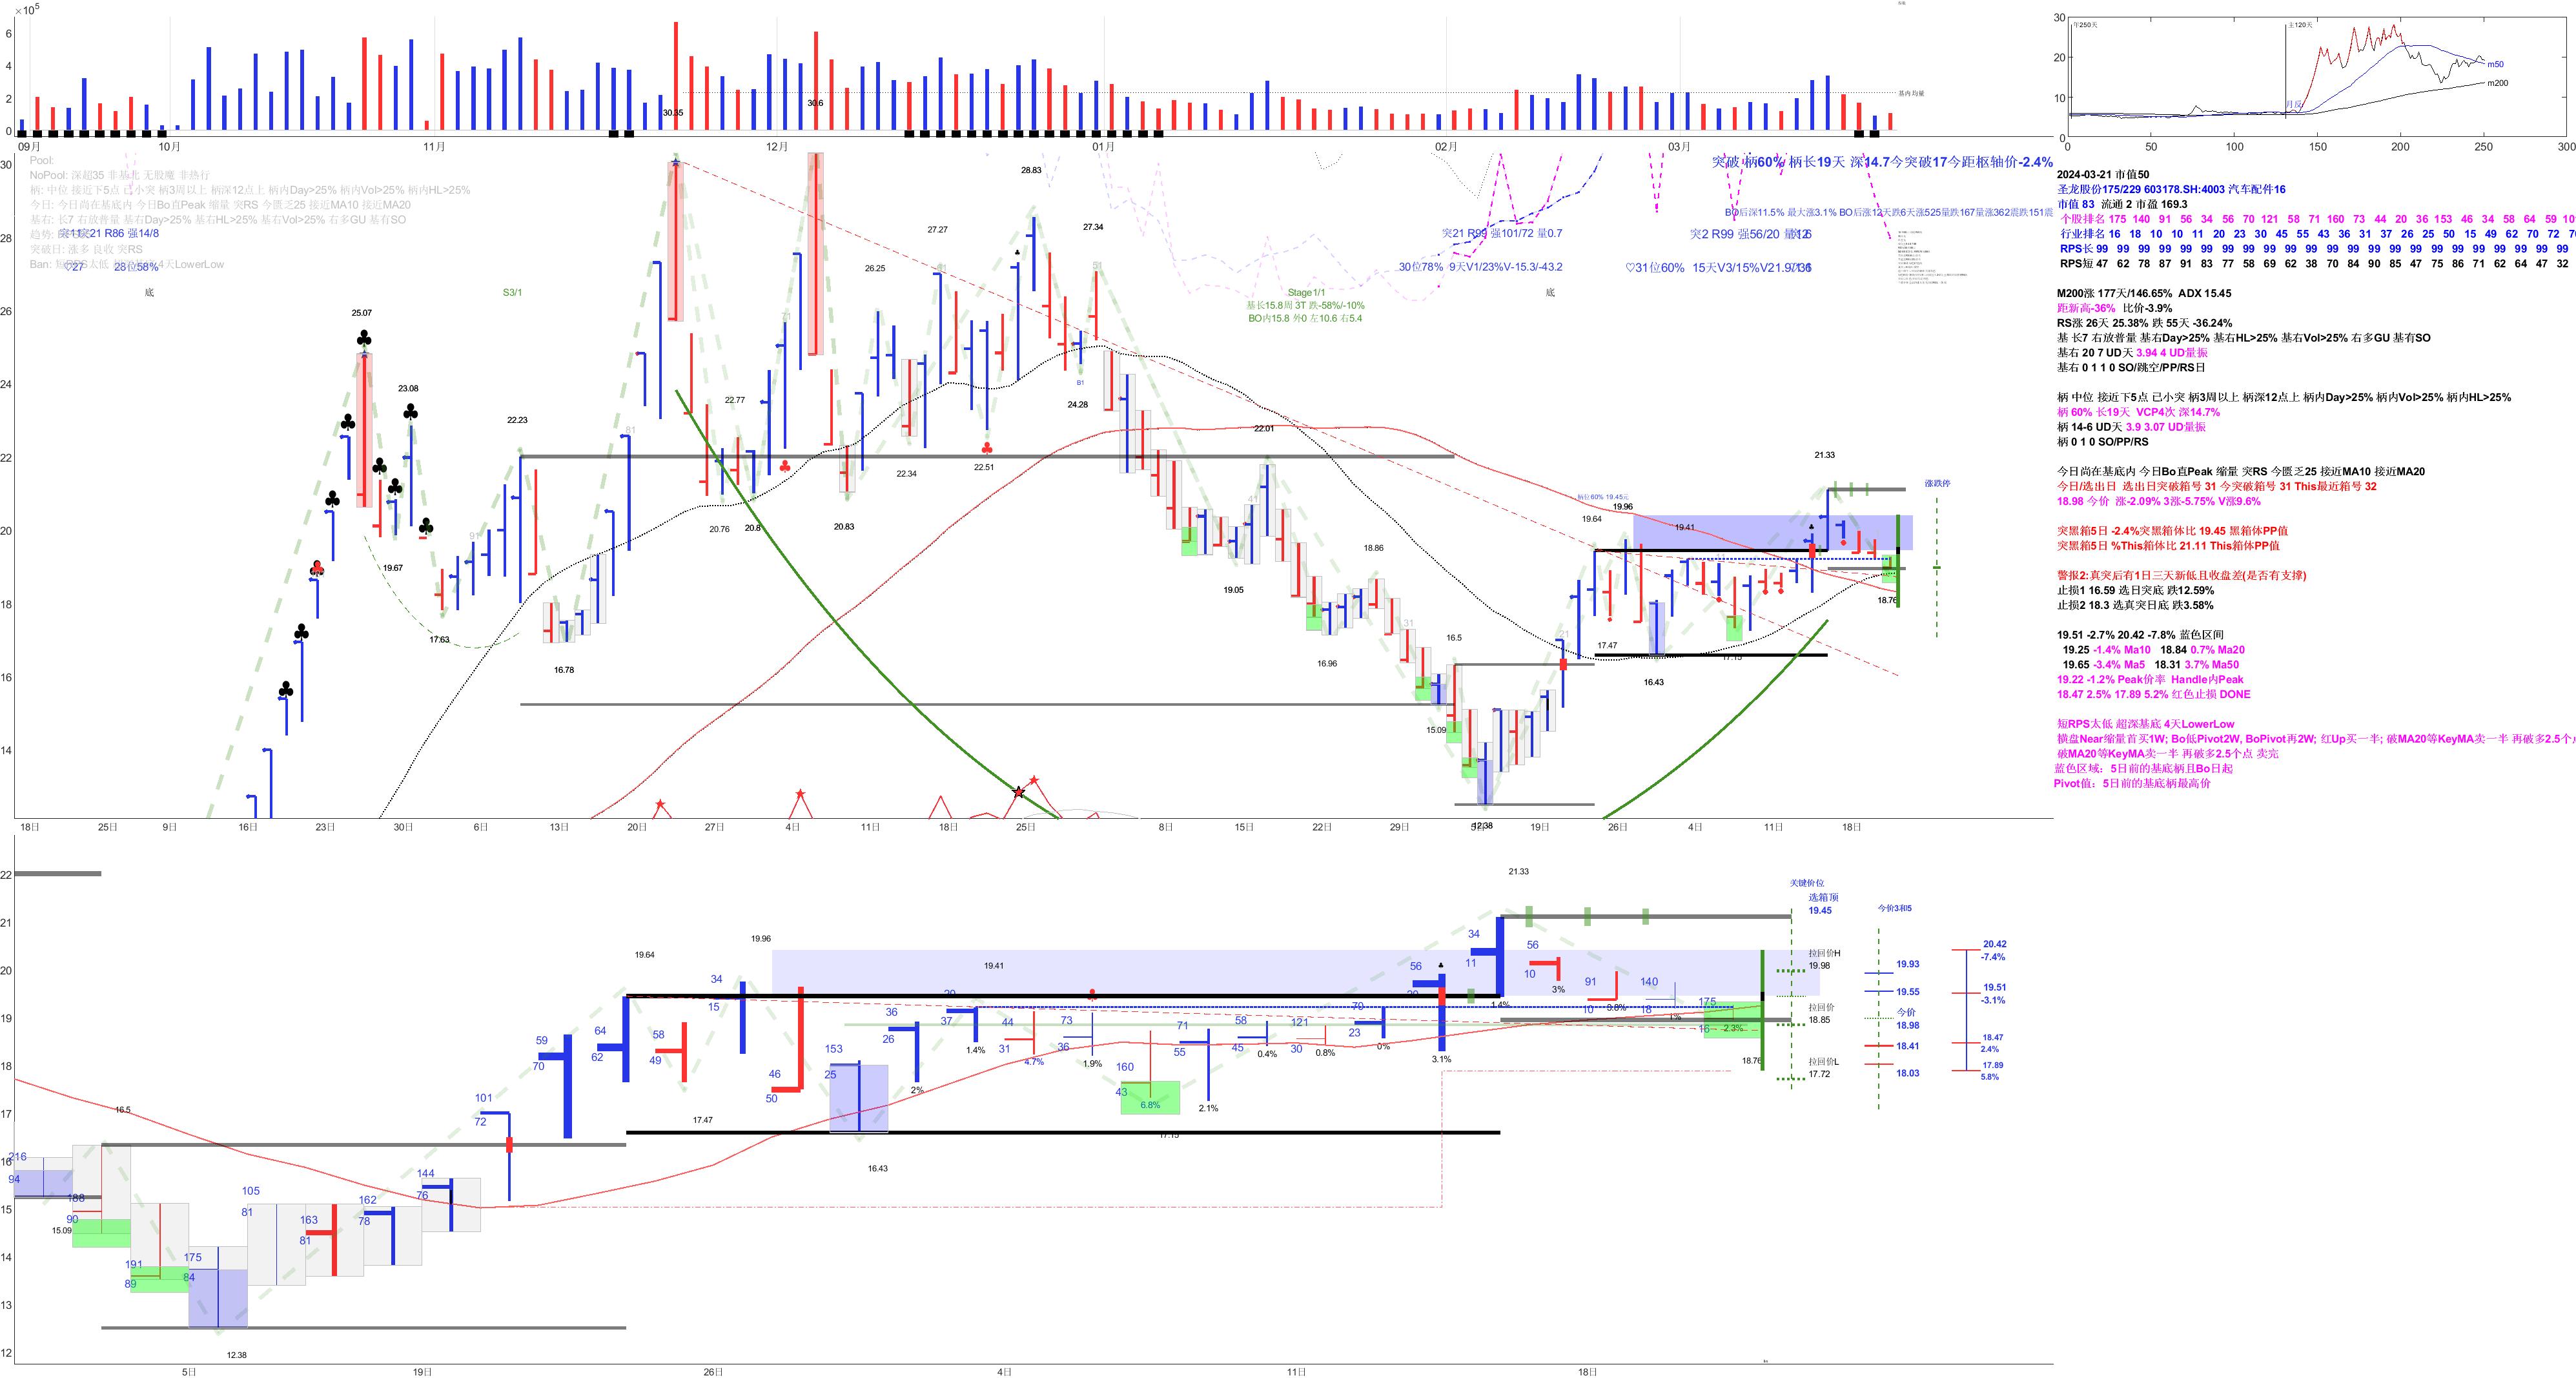 ×10⁵
6
4
2
0
30.35
30.6
基内均量
09月
10月
11月
12月
01月
02月
03月
30
20
10
0
年250天
主120天
月反
m50
m200
0
50
100
150
200
250
300
Pool:
NoPool: 深超35 非基北 无股魔 非热行
柄: 中位 接近下5点 己小突 柄3周以上 柄深12点上 柄内Day>25% 柄内Vol>25% 柄内HL>25%
今日: 今日尚在基底内 今日Bo直Peak 缩量 突RS 今匮乏25 接近MA10 接近MA20
基右: 长7 右放普量 基右Day>25% 基右HL>25% 基右Vol>25% 右多GU 基有SO
趋势:
突11突21 R86 强14/8
突破日: 涨多 良收 突RS
Ban: 短RPS太低 4天LowerLow
♡27
28位58%
底
S3/1
突破 柄60% 柄长19天 深14.7今突破17今距枢轴价-2.4%
BO后深11.5% 最大涨3.1% BO后涨12天跌6天涨525量跌167量涨362震跌151震
突21 R99 强101/72 量0.7
突2 R99 强56/20
30位78% 9天V1/23%V-15.3/-43.2
♡31位60% 15天V3/15%V21.9/
底
Stage1/1
基长15.8周 3T 跌-58%/-10%
BO内15.8 外0 左10.6 右5.4
30
28
26
24
22
20
18
16
14
25.07
23.08
22.23
19.67
17.63
16.78
22.77
20.76
20.8
20.83
26.25
22.34
27.27
22.51
28.83
27.34
24.28
B1
22.01
19.05
18.86
16.96
16.5
15.09
12.38
柄位60% 19.45元
19.64
19.96
19.41
17.47
16.43
17.15
21.33
18.76
涨跌停
91
81
71
51
41
31
21
18日
25日
9日
16日
23日
30日
6日
13日
20日
27日
4日
11日
18日
25日
8日
15日
22日
29日
5日
19日
26日
4日
11日
18日
2024-03-21 市值50
圣龙股份175/229 603178.SH:4003 汽车配件16
市值 83 流通 2 市盈 169.3
个股排名 175 140 91 56 34 56 70 121 58 71 160 73 44 20 36 153 46 34 58 64 59 10
行业排名 16 18 10 10 11 20 23 30 45 55 43 36 31 37 26 25 50 15 49 62 70 72
RPS长 99 99 99 99 99 99 99 99 99 99 99 99 99 99 99 99 99 99 99 99 99 99 99 99
RPS短 47 62 78 87 91 83 77 58 69 62 38 70 84 90 85 47 75 86 71 62 64 47 32
M200涨 177天/146.65% ADX 15.45
距新高-36% 比价-3.9%
RS涨 26天 25.38% 跌 55天 -36.24%
基 长7 右放普量 基右Day>25% 基右HL>25% 基右Vol>25% 右多GU 基有SO
基右 20 7 UD天 3.94 4 UD量振
基右 0 1 1 0 SO/跳空/PP/RS日
柄 中位 接近下5点 己小突 柄3周以上 柄深12点上 柄内Day>25% 柄内Vol>25% 柄内HL>25%
柄 60% 长19天 VCP4次 深14.7%
柄 14-6 UD天 3.9 3.07 UD量振
柄 0 1 0 SO/PP/RS
今日尚在基底内 今日Bo直Peak 缩量 突RS 今匮乏25 接近MA10 接近MA20
今日/选出日 选出日突破箱号 31 今突破箱号 31 This最近箱号 32
18.98 今价 涨-2.09% 3涨-5.75% V涨9.6%
突黑箱5日 -2.4%突黑箱体比 19.45 黑箱体PP值
突黑箱5日 %This箱体比 21.11 This箱体PP值
警报2:真突后有1日三天新低且收盘差(是否有支撑)
止损1 16.59 选日突底 跌12.59%
止损2 18.3 选真突日底 跌3.58%
19.51 -2.7% 20.42 -7.8% 蓝色区间
19.25 -1.4% Ma10 18.84 0.7% Ma20
19.65 -3.4% Ma5 18.31 3.7% Ma50
19.22 -1.2% Peak价率 Handle内Peak
18.47 2.5% 17.89 5.2% 红色止损 DONE
短RPS太低 超深基底 4天LowerLow
横盘Near缩量首买1W; Bo低Pivot2W, BoPivot再2W; 红Up买一半; 破MA20等KeyMA卖一半 再破多2.5个
破MA20等KeyMA卖一半 再破多2.5个点 卖完
蓝色区域：5日前的基底柄且Bo日起
Pivot值：5日前的基底柄最高价
22
21
20
19
18
17
16
15
14
13
12
216
94
188
90
15.09
16.5
191
89
175
84
12.38
105
81
163
81
162
78
144
76
101
72
59
70
64
62
19.64
58
49
17.47
34
15
19.96
46
50
153
25
16.43
36
26
2%
20
37
1.4%
19.41
44
31
4.7%
73
36
1.9%
160
43
6.8%
17.15
71
55
2.1%
58
45
0.4%
121
30
0.8%
70
23
0%
56
20
3.1%
34
11
1.4%
21.33
56
10
3%
91
10
9.8%
140
18
1%
175
16
2.3%
18.76
关键价位
选箱顶
19.45
拉回价H
19.98
拉回价
18.85
拉回价L
17.72
今价3和5
19.93
19.55
今价
18.98
18.41
18.03
20.42
-7.4%
19.51
-3.1%
18.47
2.4%
17.89
5.8%
5日
19日
26日
4日
11日
18日